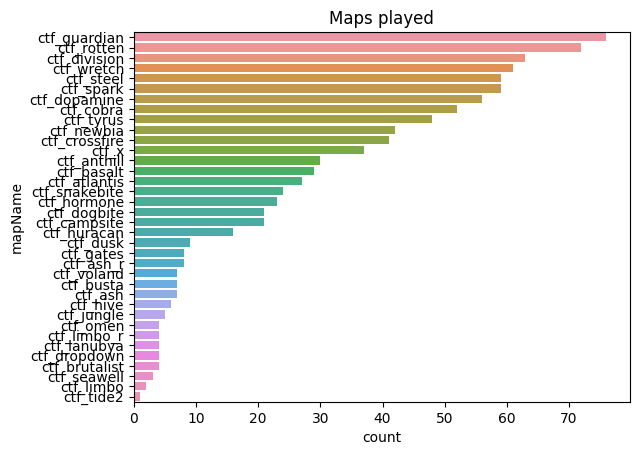 Maps played
mapName
ctf_guardian
ctf_rotten
ctf_division
ctf_wretch
ctf_steel
ctf_spark
ctf_dopamine
ctf_cobra
ctf_tyrus
ctf_newbia
ctf_crossfire
ctf_x
ctf_anthill
ctf_basalt
ctf_atlantis
ctf_snakebite
ctf_hormone
ctf_dogbite
ctf_campsite
ctf_huracan
ctf_dusk
ctf_gates
ctf_ash_r
ctf_voland
ctf_busta
ctf_ash
ctf_hive
ctf_jungle
ctf_omen
ctf_limbo_r
ctf_lanubya
ctf_dropdown
ctf_brutalist
ctf_seawell
ctf_limbo
ctf_tide2
0 10 20 30 40 50 60 70
count